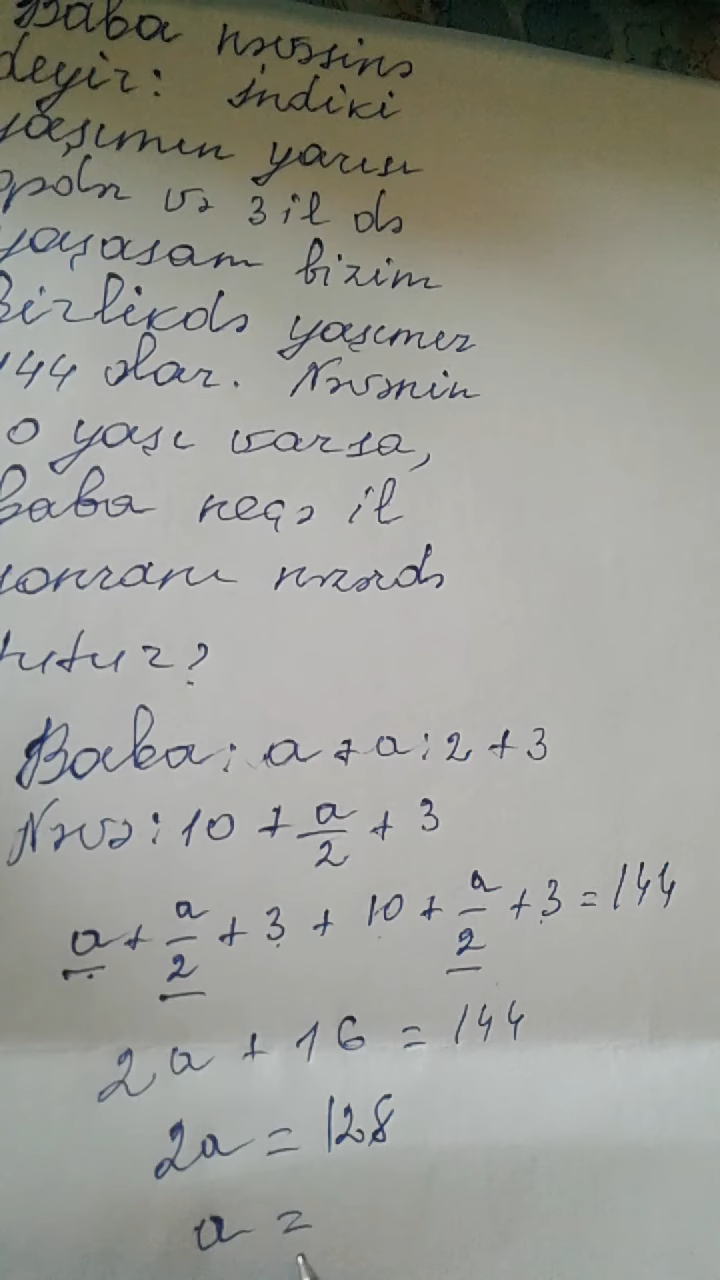 Baba nəvəsinə
deyir: indiki
yaşımın yarısı
qədər və 3 il də
yaşasam bizim
birlikdə yaşımız
144 olar. Nəvənin
10 yaşı varsa,
baba neçə il
sonranı nəzərdə
tutur?
Baba: a + a : 2 + 3
Nəvə: 10 + a/2 + 3
a + a/2 + 3 + 10 + a/2 + 3 = 144
2a + 16 = 144
2a = 128
a =